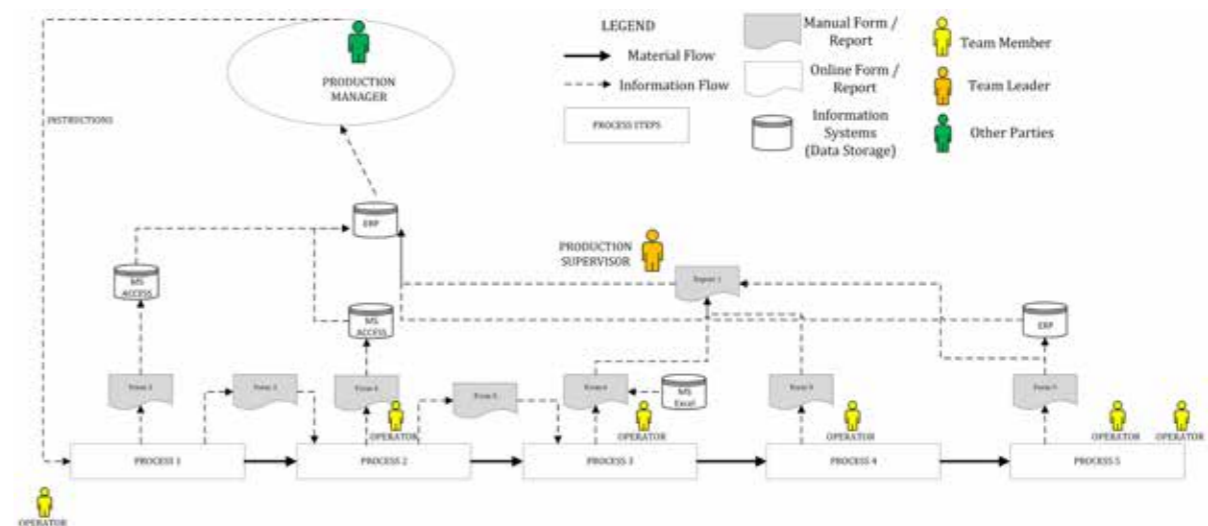 LEGEND
Material Flow
Information Flow
PROCESS STEPS
Manual Form /
Report
Online Form /
Report
Information
Systems
(Data Storage)
Team Member
Team Leader
Other Parties
PRODUCTION
MANAGER
INSTRUCTIONS
ERP
PRODUCTION
SUPERVISOR
Report 1
MS
ACCESS
MS
ACCESS
ERP
MS
Excel
OPERATOR
OPERATOR
OPERATOR
OPERATOR
OPERATOR
PROCESS 1
PROCESS 2
PROCESS 3
PROCESS 4
PROCESS 5
OPERATOR